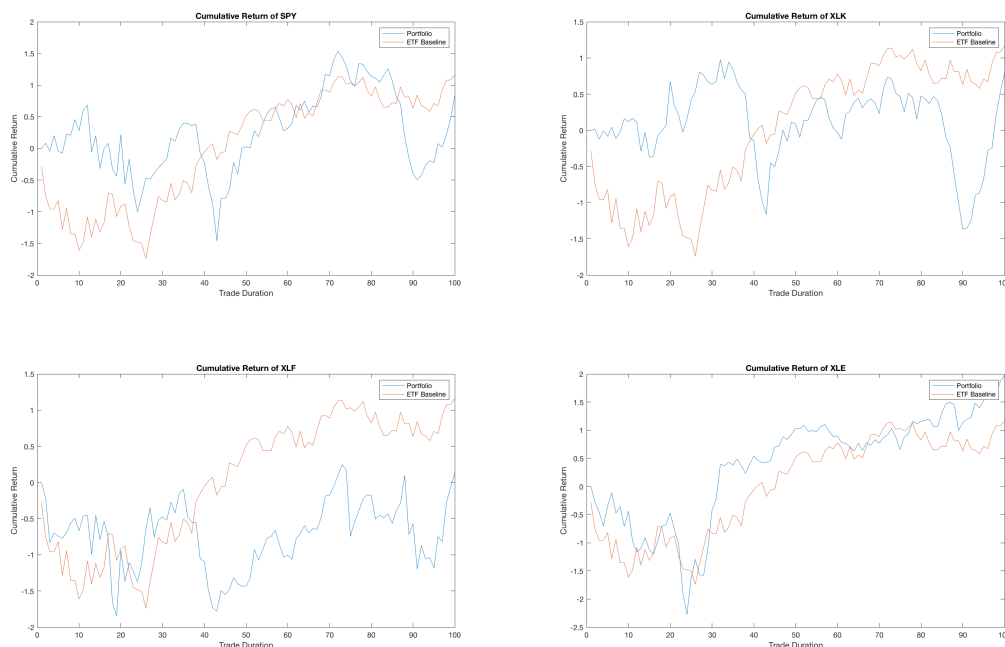 Cumulative Return of SPY
Portfolio
ETF Baseline
2
1.5
1
0.5
0
-0.5
-1
-1.5
-2
Cumulative Return
0 10 20 30 40 50 60 70 80 90 100
Trade Duration
Cumulative Return of XLK
Portfolio
ETF Baseline
1.5
1
0.5
0
-0.5
-1
-1.5
-2
Cumulative Return
0 10 20 30 40 50 60 70 80 90 100
Trade Duration
Cumulative Return of XLF
Portfolio
ETF Baseline
1.5
1
0.5
0
-0.5
-1
-1.5
-2
Cumulative Return
0 10 20 30 40 50 60 70 80 90 100
Trade Duration
Cumulative Return of XLE
Portfolio
ETF Baseline
2
1.5
1
0.5
0
-0.5
-1
-1.5
-2
-2.5
Cumulative Return
0 10 20 30 40 50 60 70 80 90 100
Trade Duration